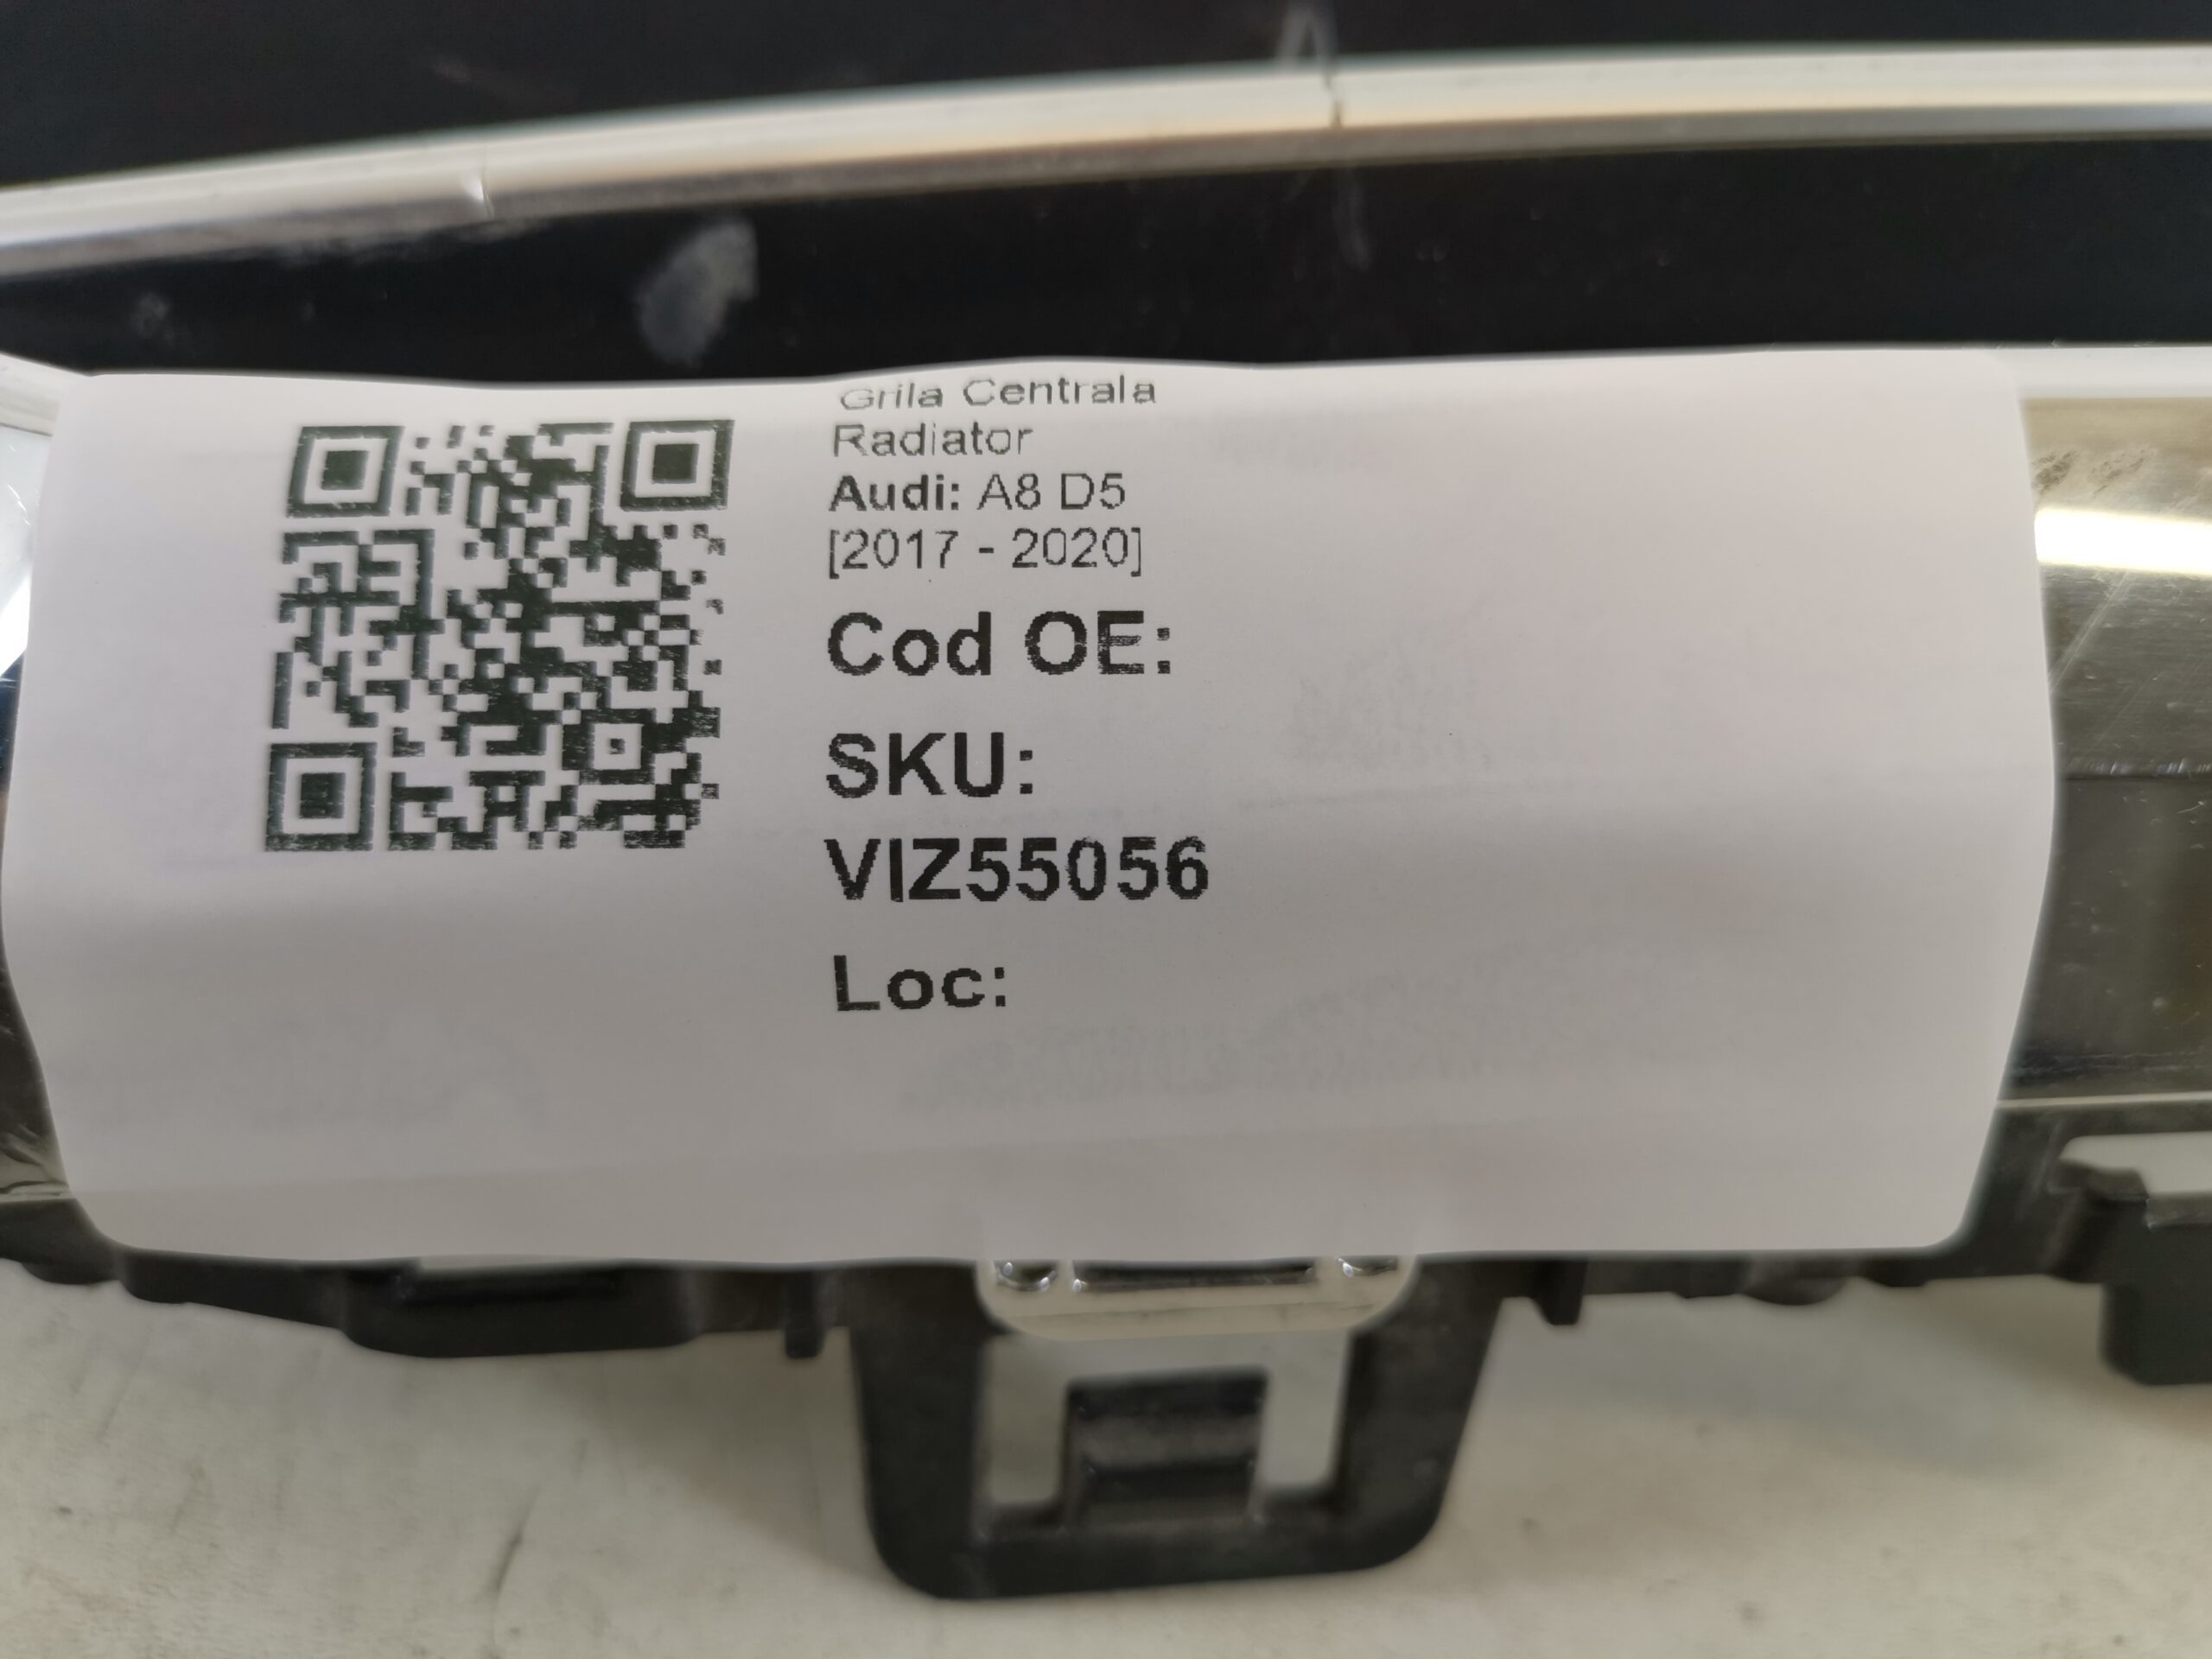 Grila Centrala
Radiator
Audi: A8 D5
[2017 - 2020]
Cod OE:
SKU:
VIZ55056
Loc: